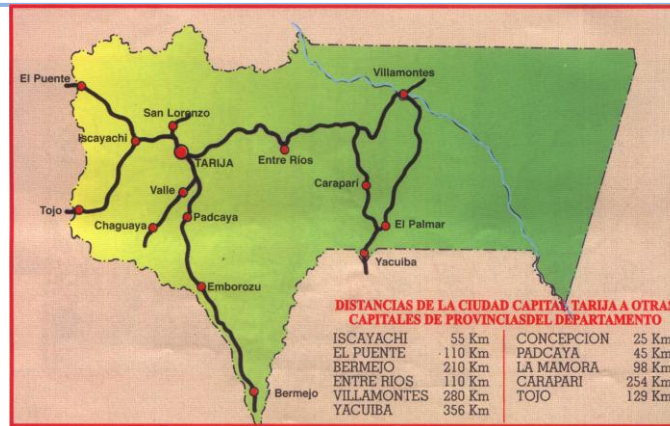 El Puente
Villamontes
San Lorenzo
Iscayachi
TARIJA
Entre Ríos
Valle
Carapari
Tojo
Padcaya
Chaguaya
El Palmar
Yacuiba
Emborozu
Bermejo
DISTANCIAS DE LA CIUDAD CAPITAL TARIJA A OTRAS
CAPITALES DE PROVINCIASDEL DEPARTAMENTO
ISCAYACHI 55 Km
EL PUENTE 110 Km
BERMEJO 210 Km
ENTRE RIOS 110 Km
VILLAMONTES 280 Km
YACUIBA 356 Km
CONCEPCION 25 Km
PADCAYA 45 Km
LA MAMORA 98 Km
CARAPARI 254 Km
TOJO 129 Km